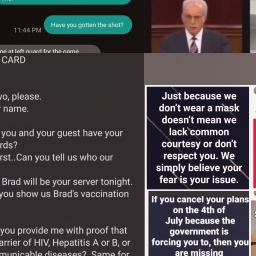 Have you gotten the shot?
11:44 PM
me at left guard for the game
CARD
wo, please.
name.
you and your guest have your
rds?
rst..Can you tell us who our
Brad will be your server tonight.
you show us Brad's vaccination
you provide me with proof that
arrier of HIV, Hepatitis A or B, or
municable diseases? Same for
Just because we
don't wear a mask
doesn't mean we
lack common
courtesy or don't
respect you. We
simply believe your
fear is your issue.
If you cancel your plans
on the 4th of
July because the
government is
forcing you to, then you
are missing